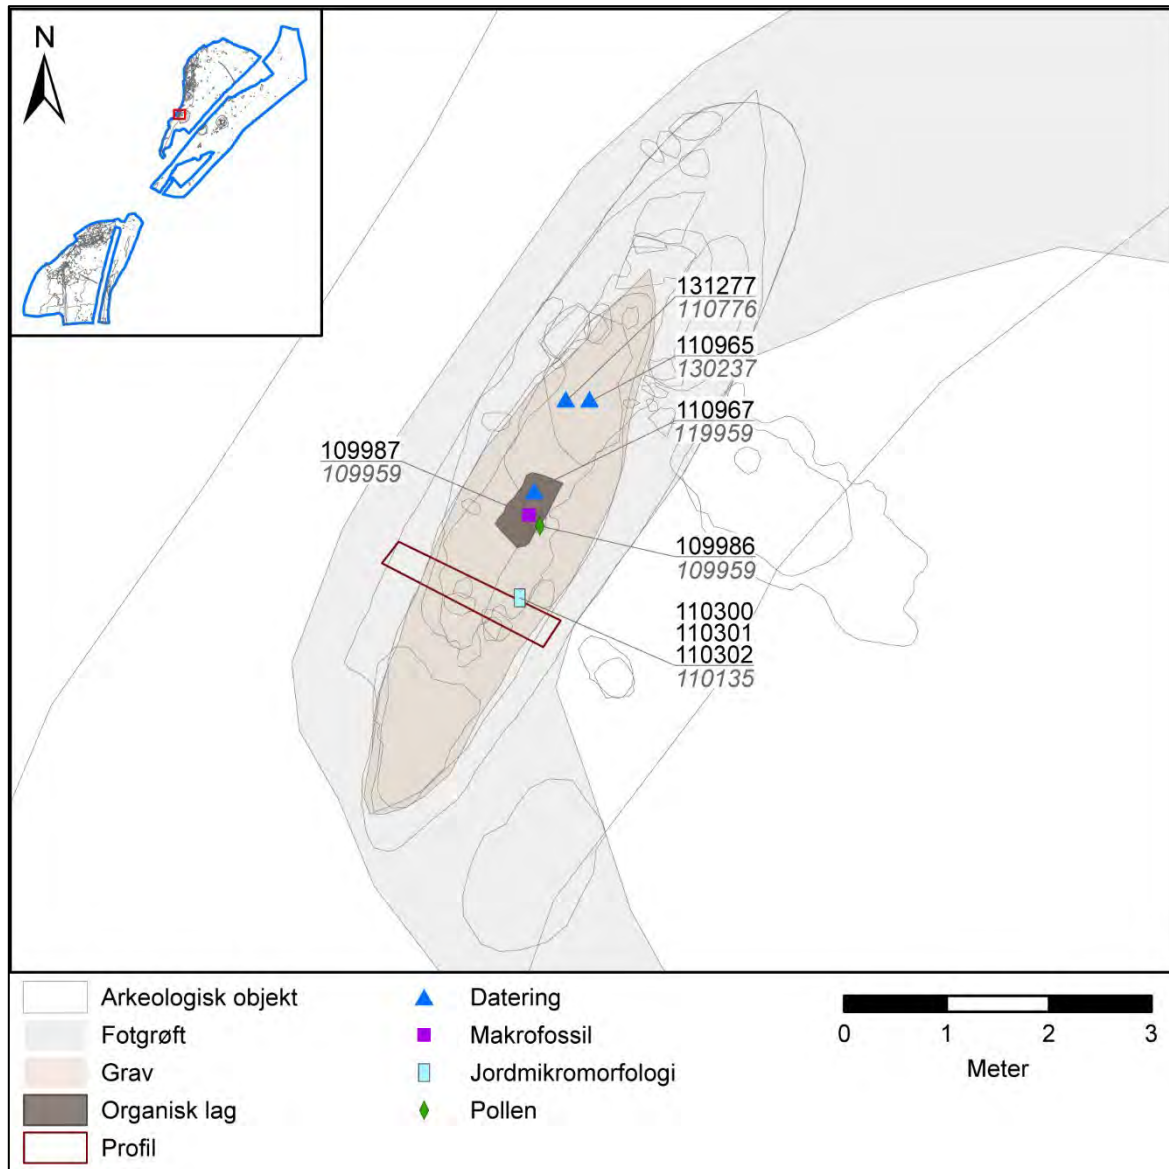 N
131277
110776
110965
130237
110967
119959
109987
109959
109986
109959
110300
110301
110302
110135
Arkeologisk objekt
Fotgrøft
Grav
Organisk lag
Profil
Datering
Makrofossil
Jordmikromorfologi
Pollen
0 1 2 3
Meter